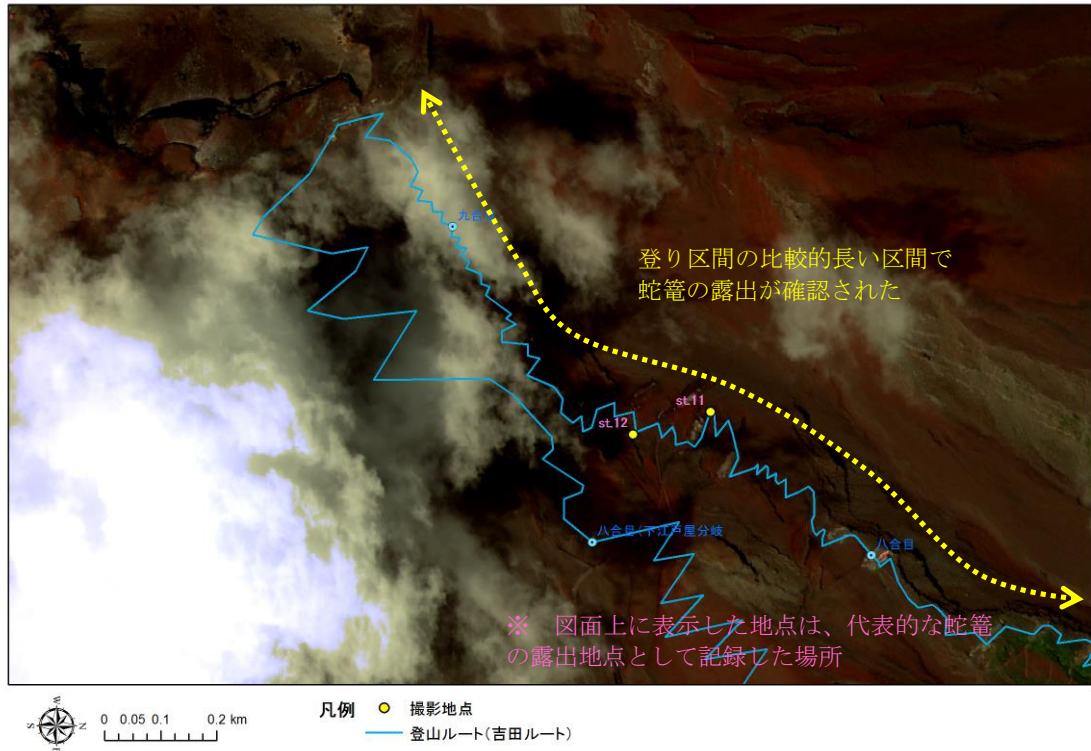 九合
登り区間の比較的長い区間で
蛇篭の露出が確認された
st.11
st.12
八合目(下江戸屋分岐
八合目
※ 図面上に表示した地点は、代表的な蛇篭
の露出地点として記録した場所
W
S N
E
0 0.05 0.1 0.2 km
凡例
撮影地点
登山ルート(吉田ルート)